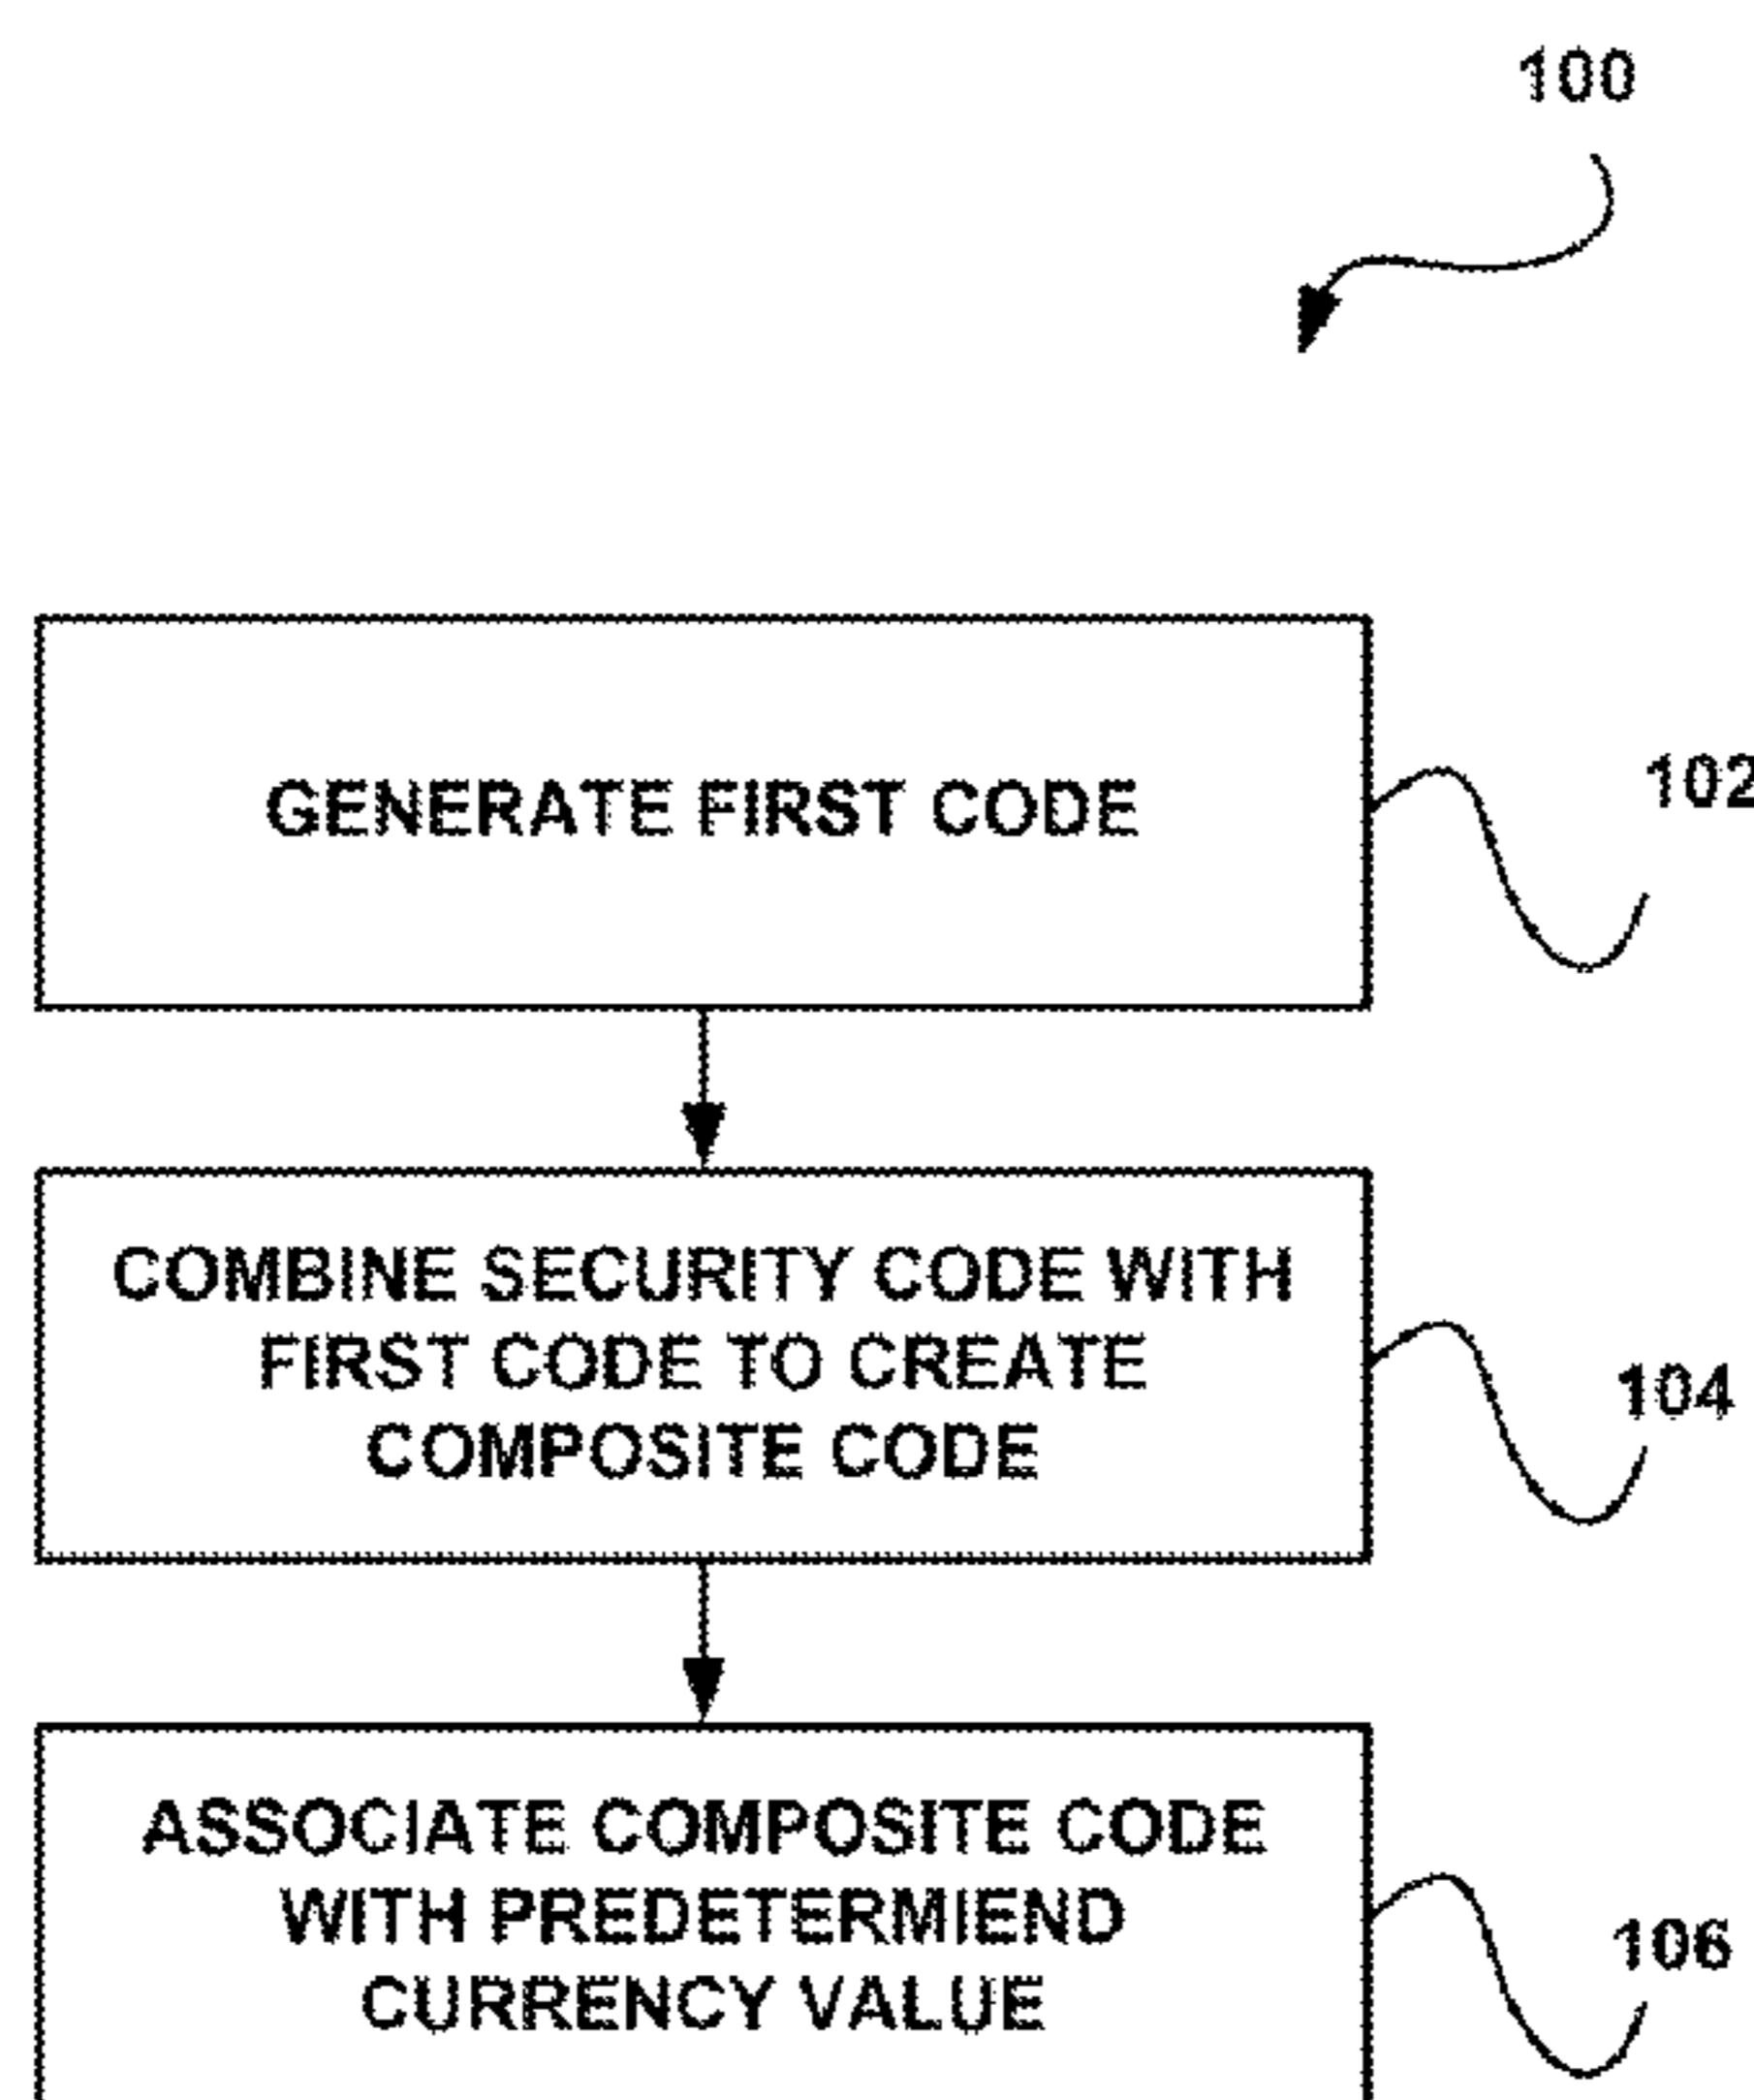 100
GENERATE FIRST CODE
102
COMBINE SECURITY CODE WITH
FIRST CODE TO CREATE
COMPOSITE CODE
104
ASSOCIATE COMPOSITE CODE
WITH PREDETERMIEND
CURRENCY VALUE
106